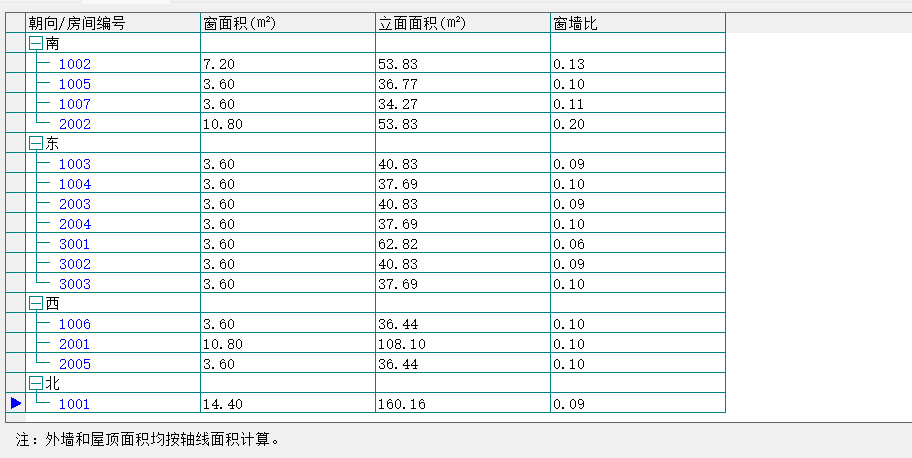 朝向/房间编号 窗面积(㎡) 立面面积(㎡) 窗墙比
南
1002 7.20 53.83 0.13
1005 3.60 36.77 0.10
1007 3.60 34.27 0.11
2002 10.80 53.83 0.20
东
1003 3.60 40.83 0.09
1004 3.60 37.69 0.10
2003 3.60 40.83 0.09
2004 3.60 37.69 0.10
3001 3.60 62.82 0.06
3002 3.60 40.83 0.09
3003 3.60 37.69 0.10
西
1006 3.60 36.44 0.10
2001 10.80 108.10 0.10
2005 3.60 36.44 0.10
北
1001 14.40 160.16 0.09
注：外墙和屋顶面积均按轴线面积计算。